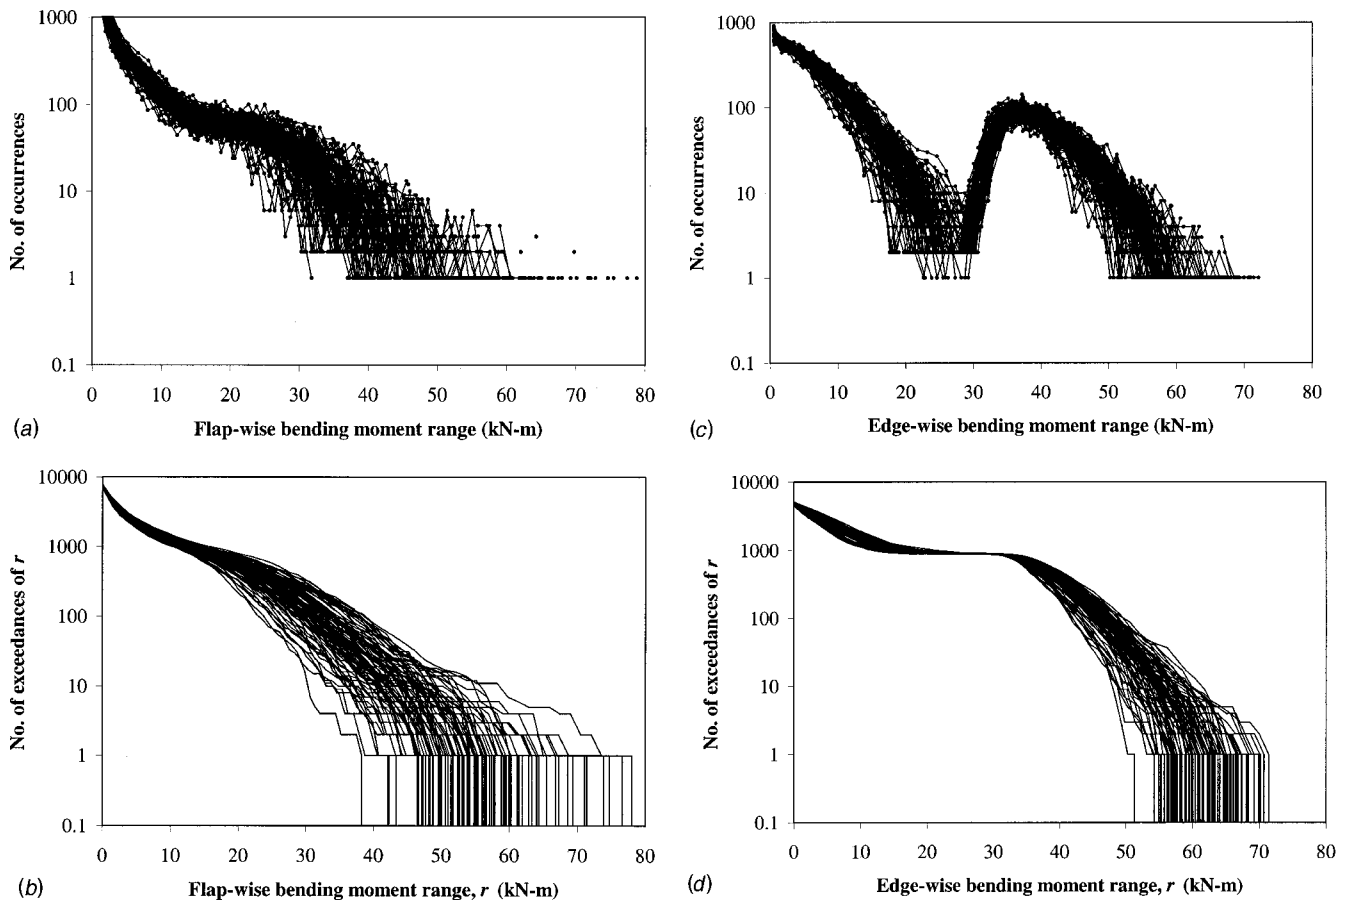 1000
100
10
1
0.1
No. of occurrences
0 10 20 30 40 50 60 70 80
(a) Flap-wise bending moment range (kN-m)
1000
100
10
1
0.1
No. of occurrences
0 10 20 30 40 50 60 70 80
(c) Edge-wise bending moment range (kN-m)
10000
1000
100
10
1
0.1
No. of exceedances of r
0 10 20 30 40 50 60 70 80
(b) Flap-wise bending moment range, r (kN-m)
10000
1000
100
10
1
0.1
No. of exceedances of r
0 10 20 30 40 50 60 70 80
(d) Edge-wise bending moment range, r (kN-m)